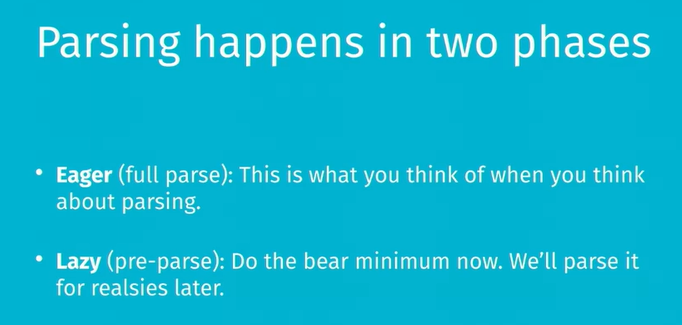 Parsing happens in two phases
• Eager (full parse): This is what you think of when you think
about parsing.
• Lazy (pre-parse): Do the bear minimum now. We’ll parse it
for realsies later.